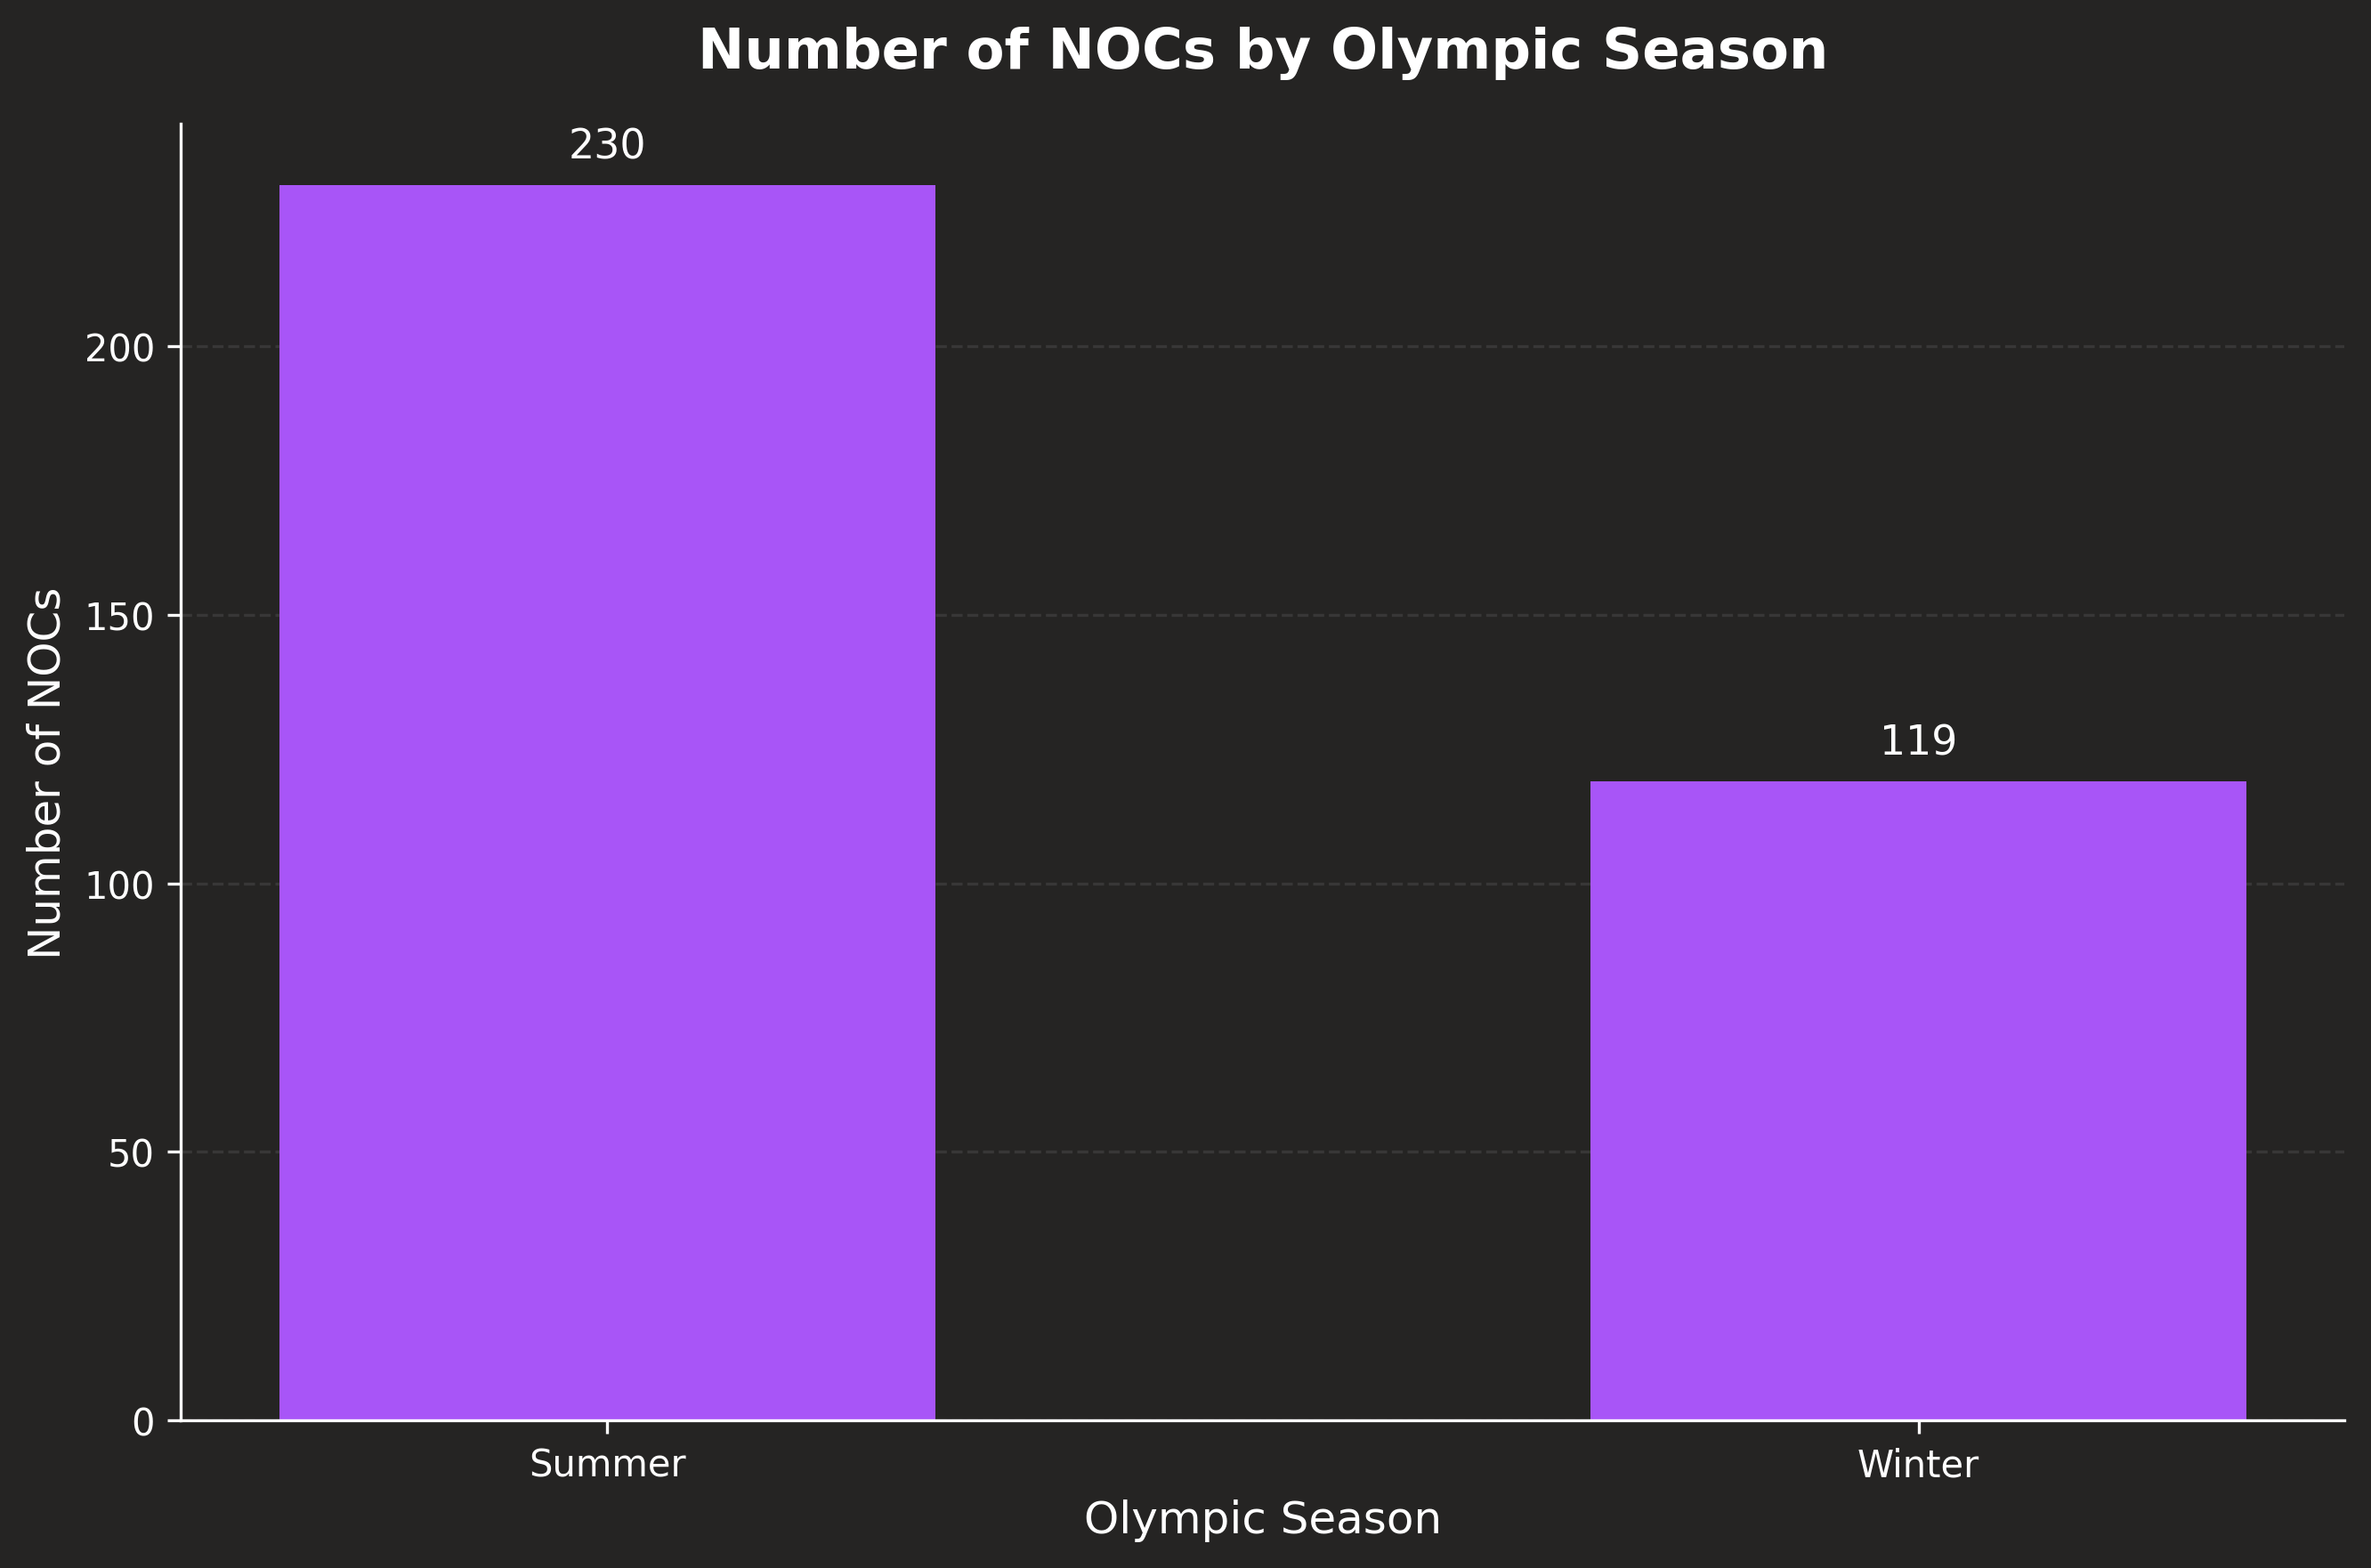 Number of NOCs by Olympic Season
230
200
150
119
100
50
0
Number of NOCs
Summer
Winter
Olympic Season